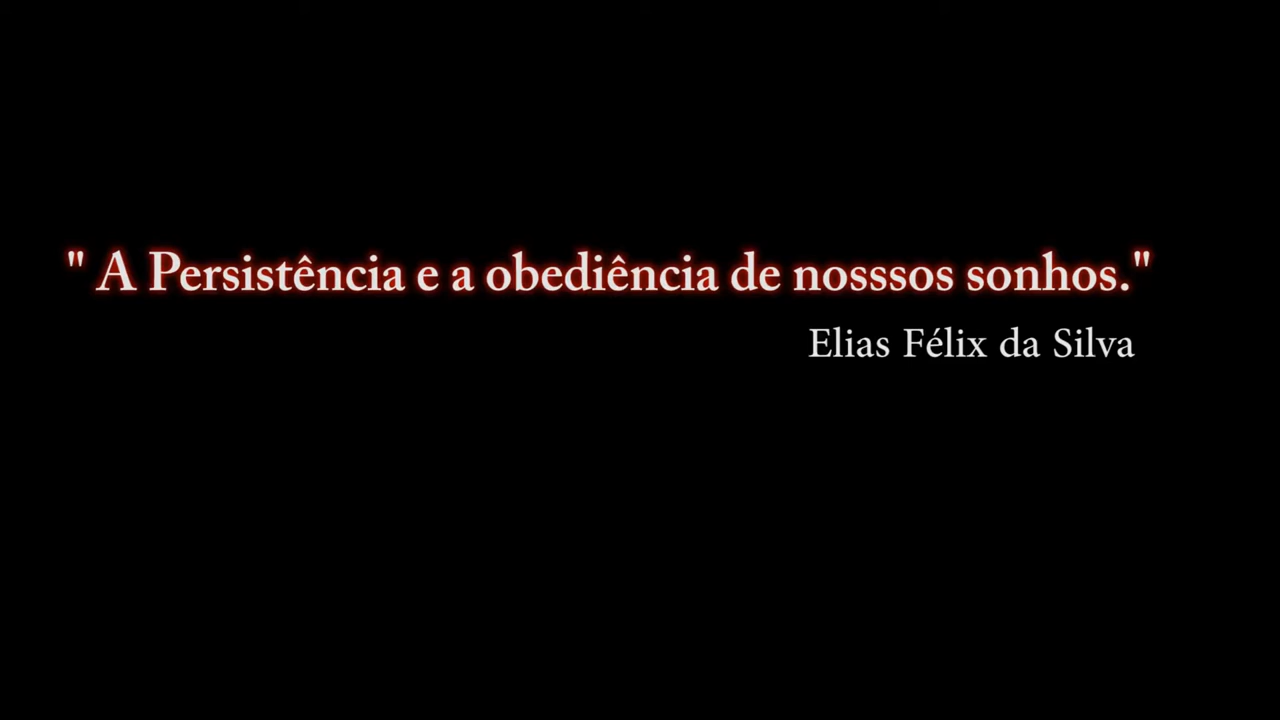 " A Persistência e a obediência de nosssos sonhos."
Elias Félix da Silva